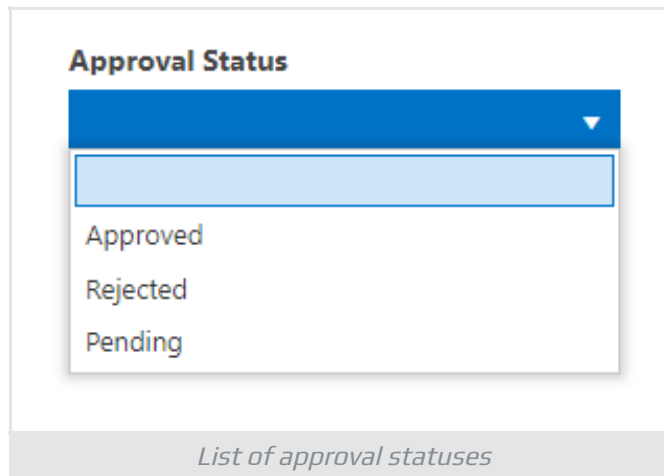 Approval Status
Approved
Rejected
Pending
List of approval statuses